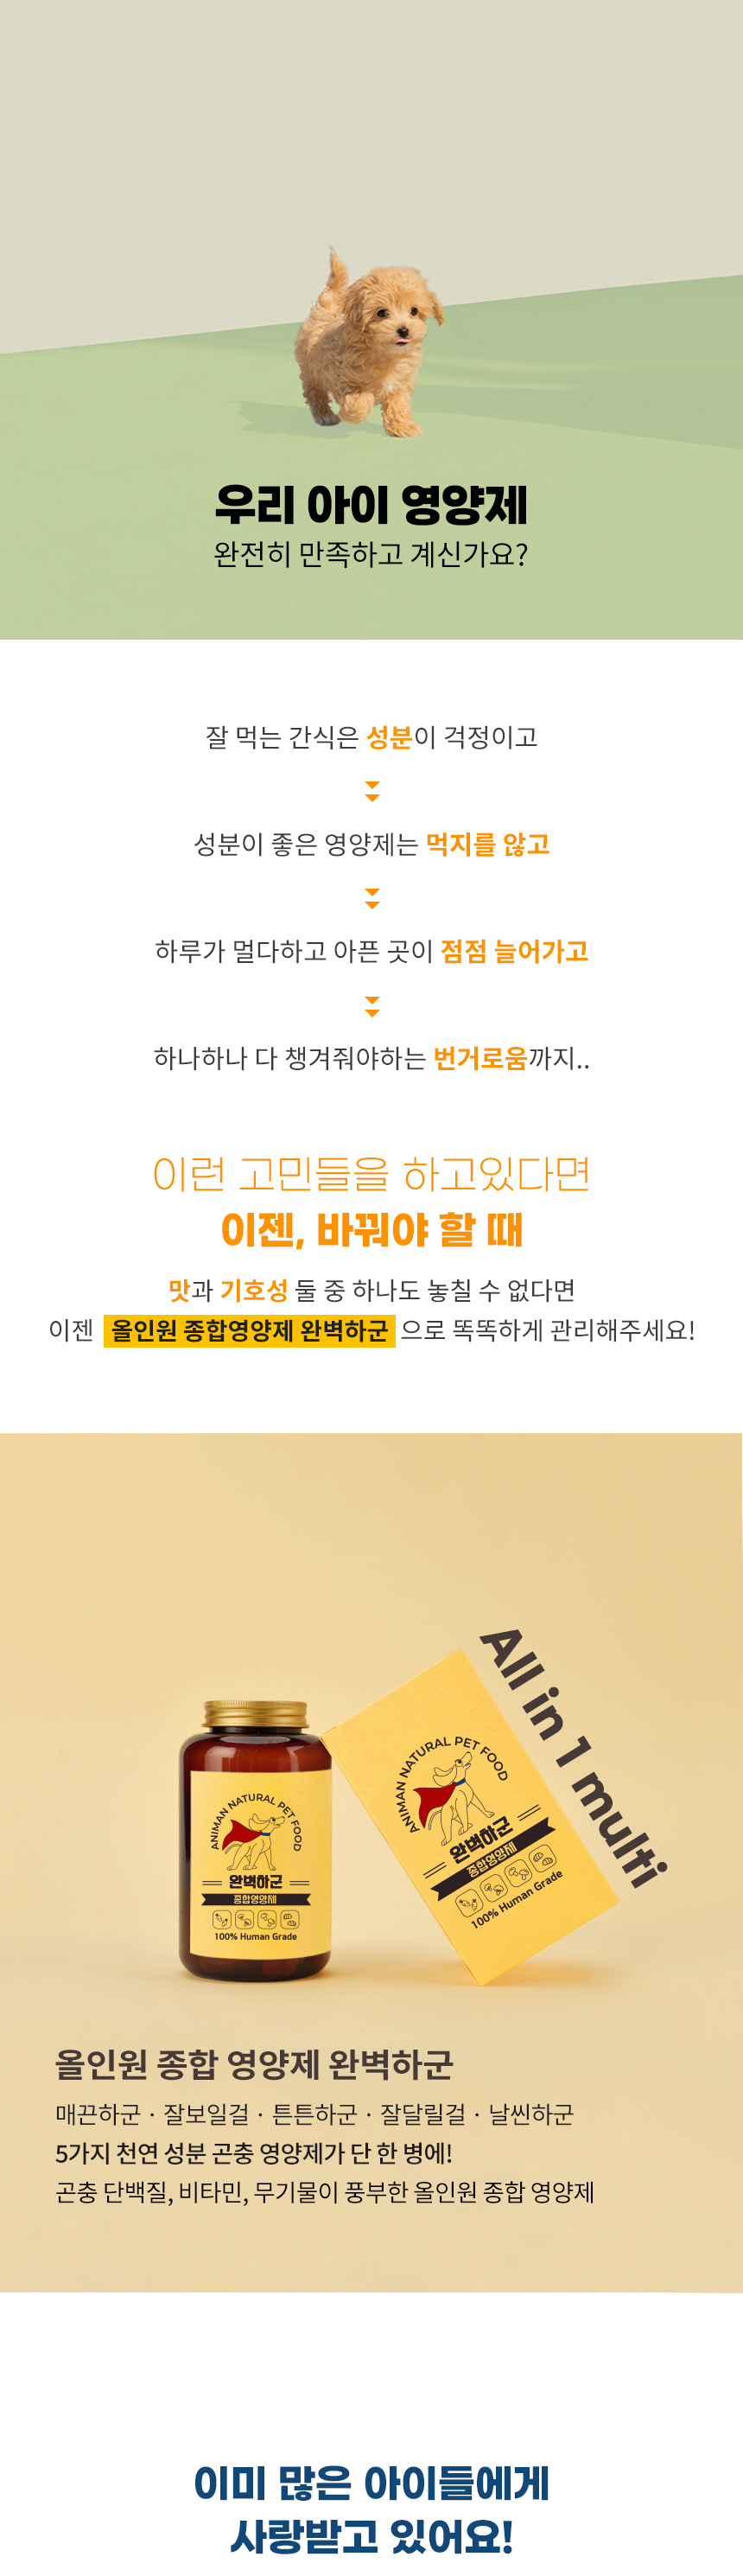 우리 아이 영양제
완전히 만족하고 계신가요?
잘 먹는 간식은 성분이 걱정이고
성분이 좋은 영양제는 먹지를 않고
하루가 멀다하고 아픈 곳이 점점 늘어가고
하나하나 다 챙겨줘야하는 번거로움까지..
이런 고민들을 하고있다면
이젠, 바꿔야 할 때
맛과 기호성 둘 중 하나도 놓칠 수 없다면
이젠 올인원 종합영양제 완벽하군 으로 똑똑하게 관리해주세요!
All in 1 multi
ANIMAN NATURAL PET FOOD
완벽하군
종합영양제
100% Human Grade
ANIMAN NATURAL PET FOOD
완벽하군
종합영양제
100% Human Grade
올인원 종합 영양제 완벽하군
매끈하군 · 잘보일걸 · 튼튼하군 · 잘달릴걸 · 날씬하군
5가지 천연 성분 곤충 영양제가 단 한 병에!
곤충 단백질, 비타민, 무기물이 풍부한 올인원 종합 영양제
이미 많은 아이들에게
사랑받고 있어요!